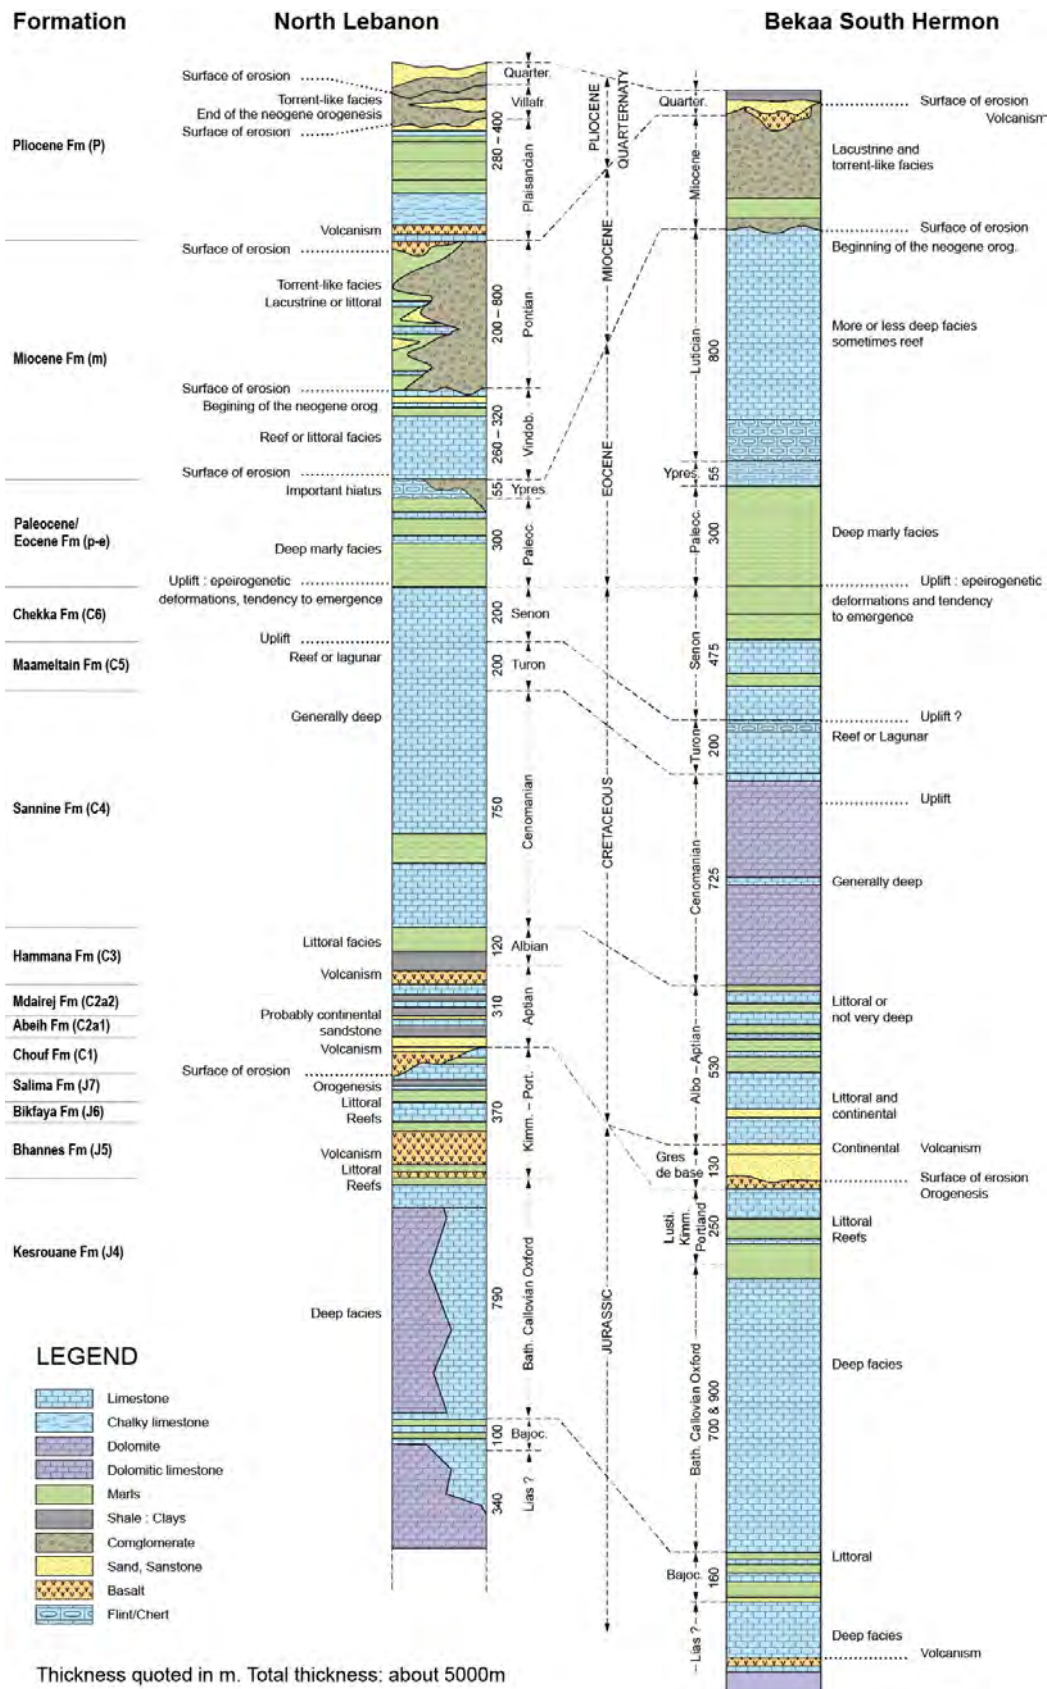 Formation
North Lebanon
Bekaa South Hermon
Pliocene Fm (P)
Miocene Fm (m)
Paleocene/
Eocene Fm (p-e)
Chekka Fm (C6)
Maameltain Fm (C5)
Sannine Fm (C4)
Hammana Fm (C3)
Mdairej Fm (C2a2)
Abeih Fm (C2a1)
Chouf Fm (C1)
Salima Fm (J7)
Bikfaya Fm (J6)
Bhannes Fm (J5)
Kesrouane Fm (J4)
Surface of erosion
Torrent-like facies
End of the neogene orogenesis
Surface of erosion
Volcanism
Surface of erosion
Torrent-like facies
Lacustrine or littoral
Surface of erosion
Begining of the neogene orog.
Reef or littoral facies
Surface of erosion
Important hiatus
Deep marly facies
Uplift : epeirogenetic
deformations, tendency to emergence
Uplift
Reef or lagunar
Generally deep
Littoral facies
Volcanism
Probably continental
sandstone
Volcanism
Surface of erosion
Orogenesis
Littoral
Reefs
Volcanism
Littoral
Reefs
Deep facies
280 – 400
200 – 800
260 – 320
55
300
200
200
750
120
310
370
790
100
340
Quarter.
Villafr.
Plaisancian
Pontian
Vindob.
Ypres.
Paleoc.
Senon
Turon
Cenomanian
Albian
Aptian
Kimm. – Port.
Bath. Callovian Oxford
Bajoc.
Lias ?
PLIOCENE
QUARTERNATY
MIOCENE
EOCENE
CRETACEOUS
JURASSIC
Quarter.
Miocene
Lutician
800
Ypres.
55
Paleoc.
300
Senon
475
Turon
200
Cenomanian
725
Albo – Aptian
530
Gres
de base
130
Lusti.
Kimm.
Portland
250
Bath. Callovian Oxford
700 & 900
Bajoc.
160
Lias ?
Surface of erosion
Volcanism
Lacustrine and
torrent-like facies
Surface of erosion
Beginning of the neogene orog.
More or less deep facies
sometimes reef
Deep marly facies
Uplift : epeirogenetic
deformations and tendency
to emergence
Uplift ?
Reef or Lagunar
Uplift
Generally deep
Littoral or
not very deep
Littoral and
continental
Continental Volcanism
Surface of erosion
Orogenesis
Littoral
Reefs
Deep facies
Littoral
Deep facies
Volcanism
LEGEND
Limestone
Chalky limestone
Dolomite
Dolomitic limestone
Marls
Shale : Clays
Comglomerate
Sand, Sanstone
Basalt
Flint/Chert
Thickness quoted in m. Total thickness: about 5000m